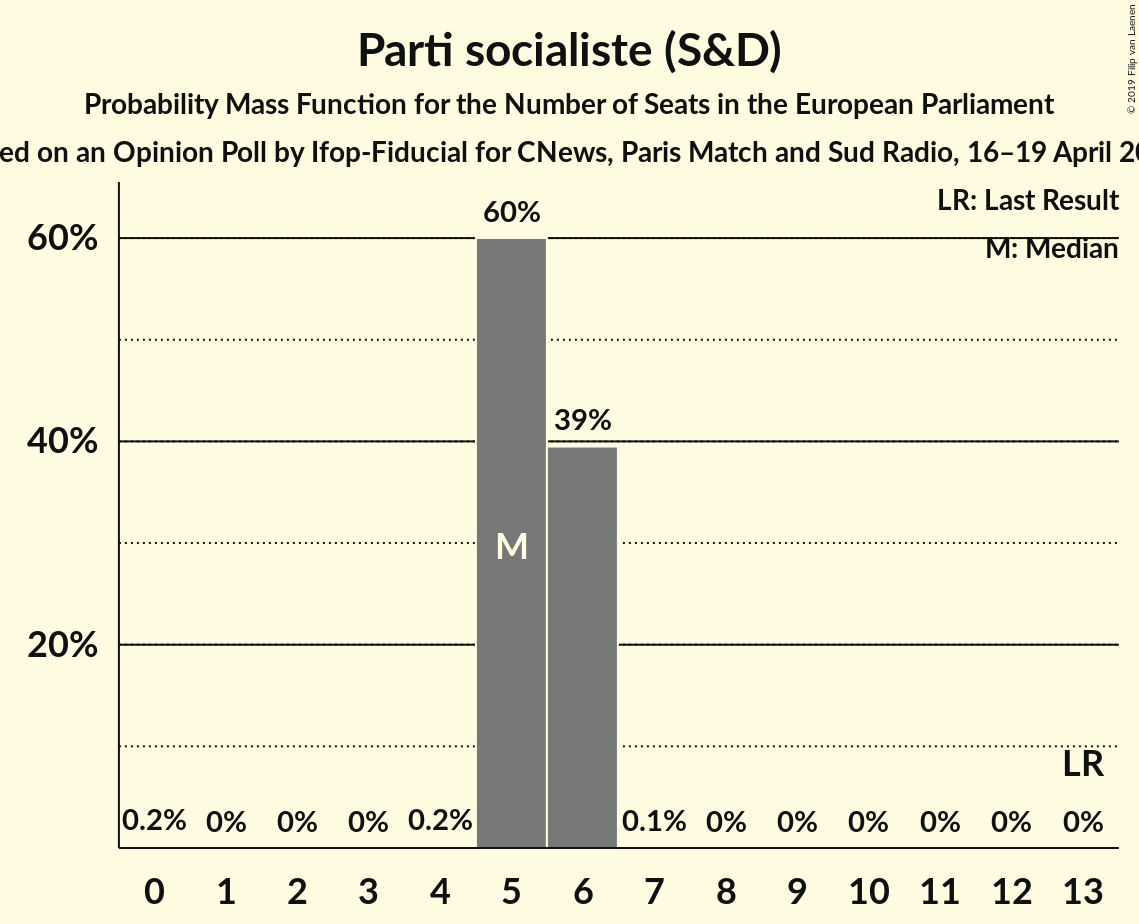 Parti socialiste (S&D)
Probability Mass Function for the Number of Seats in the European Parliament
ed on an Opinion Poll by Ifop-Fiducial for CNews, Paris Match and Sud Radio, 16–19 April 20
© 2019 Filip van Laenen
LR: Last Result
M: Median
60%
40%
20%
60%
39%
M
LR
0.2% 0% 0% 0% 0.2% 0.1% 0% 0% 0% 0% 0% 0%
0 1 2 3 4 5 6 7 8 9 10 11 12 13